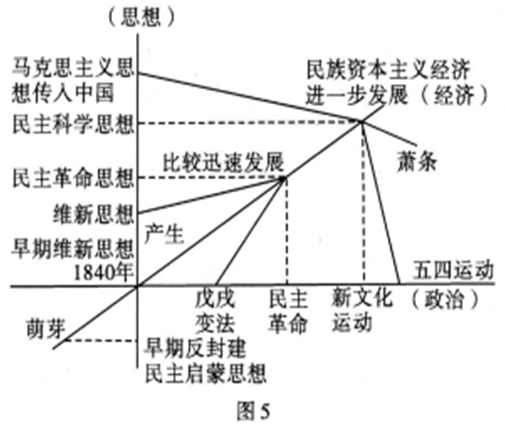 （思想）
马克思主义思
想传入中国
民主科学思想
民主革命思想
维新思想
早期维新思想
1840年
民族资本主义经济
进一步发展（经济）
比较迅速发展
萧条
产生
萌芽
早期反封建
民主启蒙思想
戊戌
变法
民主
革命
新文化
运动
五四运动
（政治）
图5